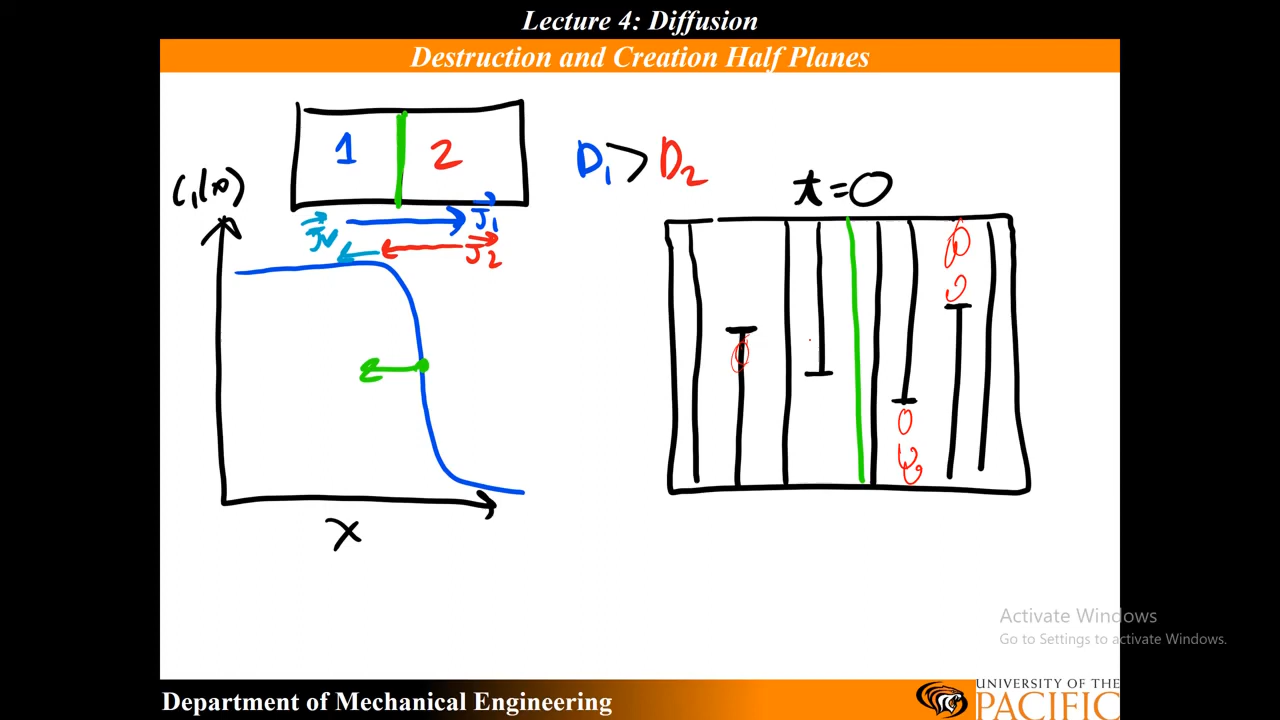 Lecture 4: Diffusion
Destruction and Creation Half Planes
1
2
D₁ > D₂
C₁(x)
t=0
J₁
Jv
J₂
x
Activate Windows
Go to Settings to activate Windows.
Department of Mechanical Engineering
UNIVERSITY OF THE
PACIFIC